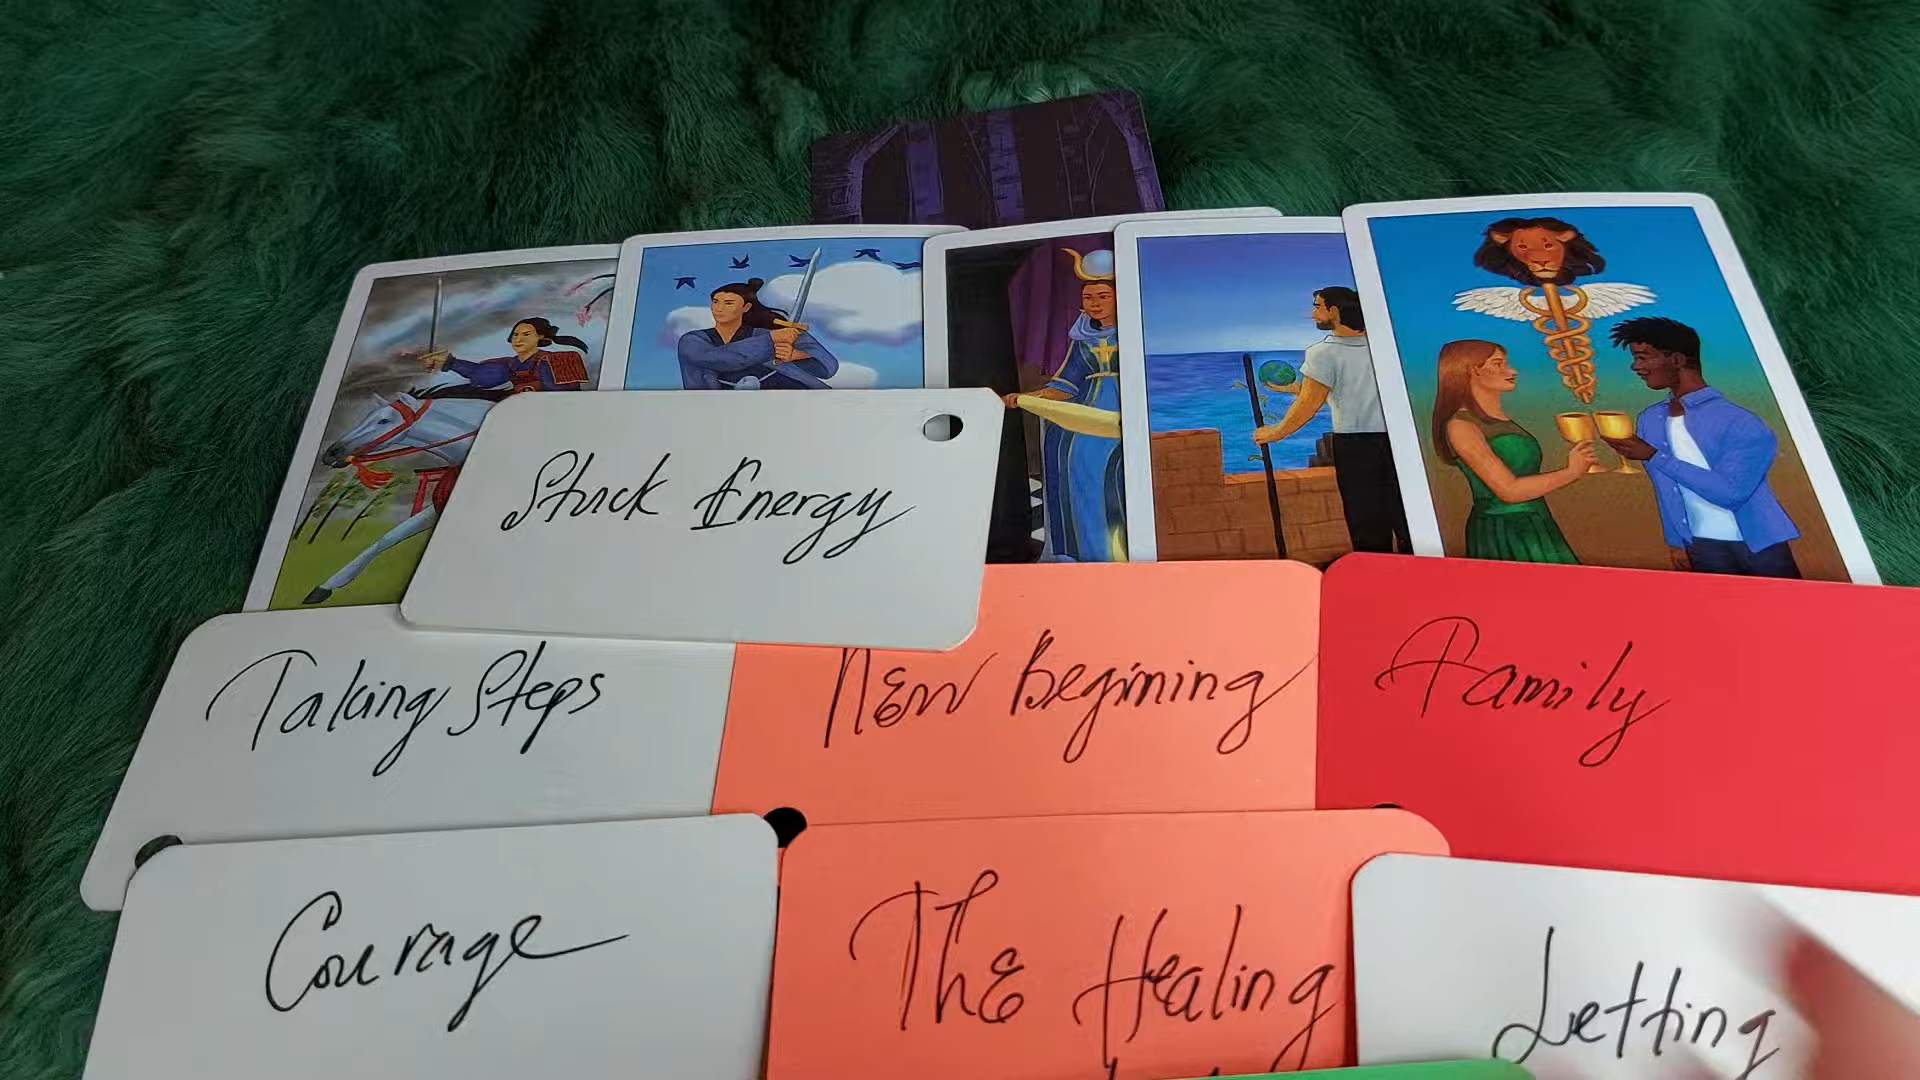 Stuck Energy
Taking Steps
New Begining
Family
Courage
The Healing
Letting